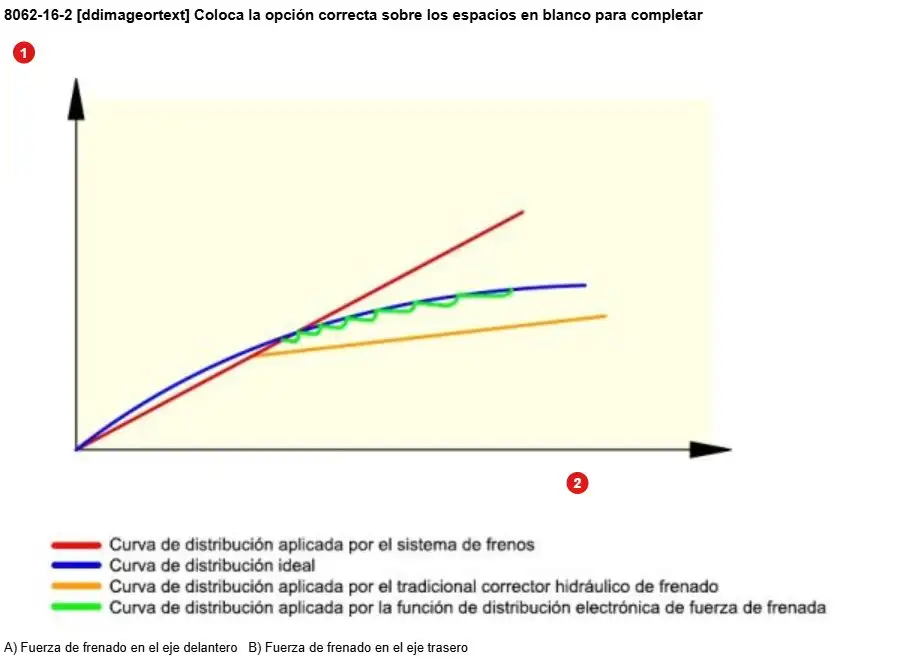 8062-16-2 [ddimageortext] Coloca la opción correcta sobre los espacios en blanco para completar
1
2
Curva de distribución aplicada por el sistema de frenos
Curva de distribución ideal
Curva de distribución aplicada por el tradicional corrector hidráulico de frenado
Curva de distribución aplicada por la función de distribución electrónica de fuerza de frenada
A) Fuerza de frenado en el eje delantero B) Fuerza de frenado en el eje trasero